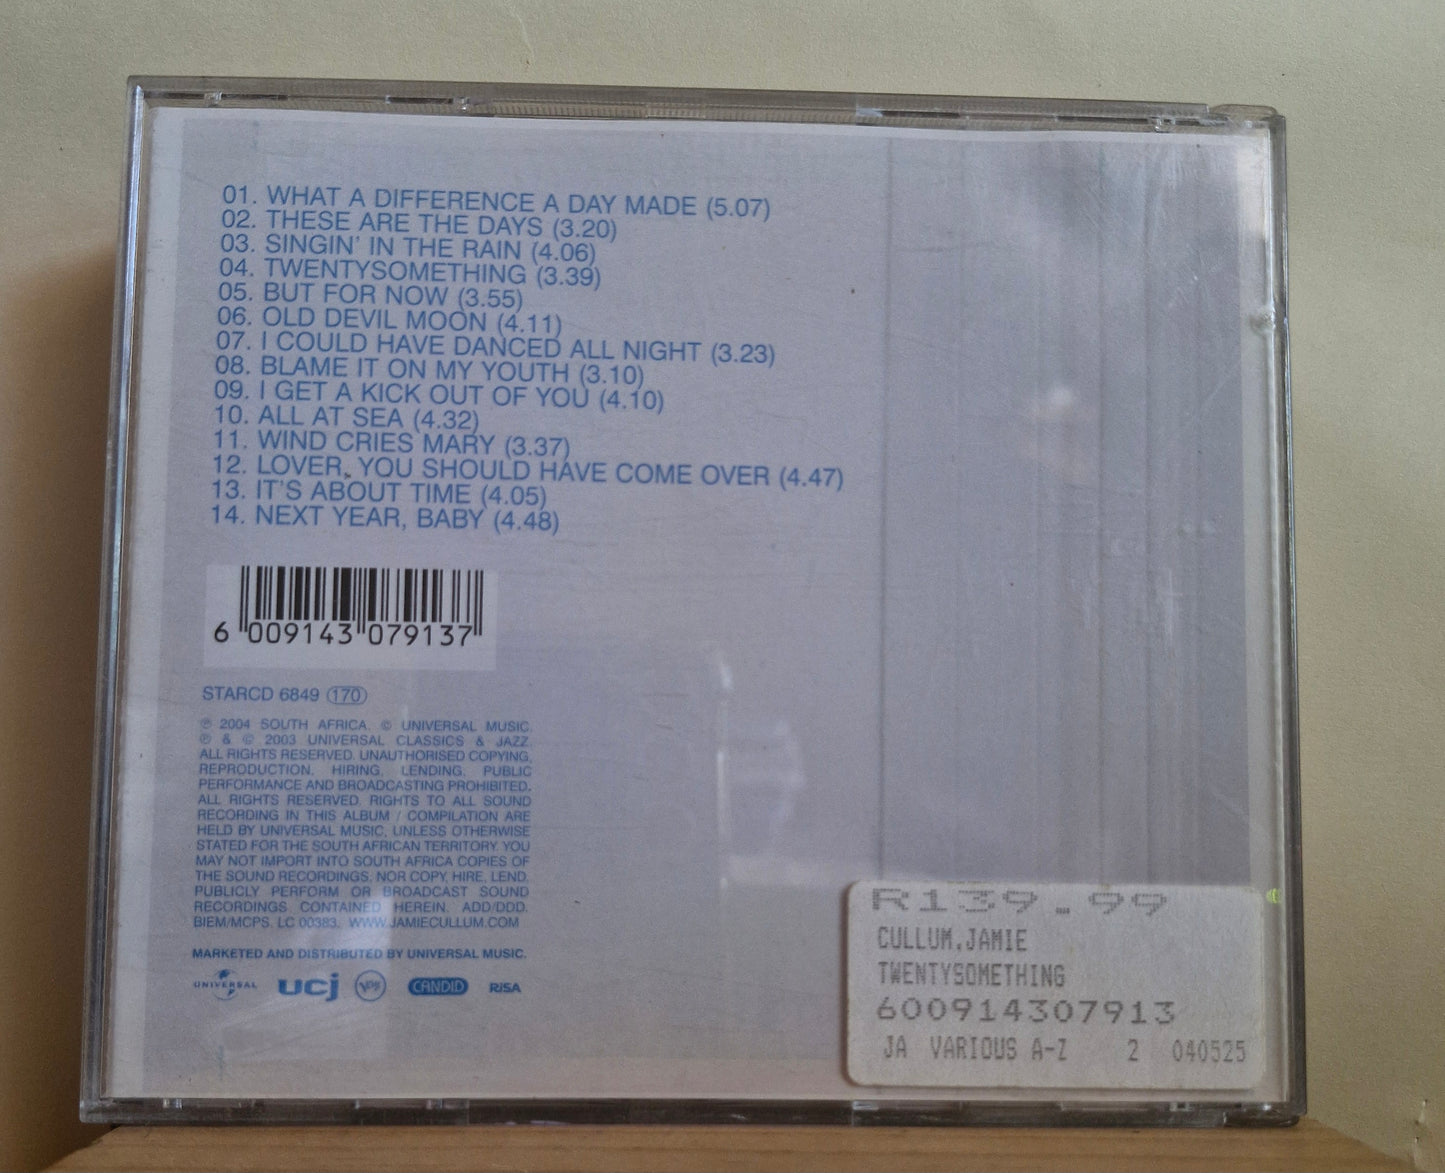 01. WHAT A DIFFERENCE A DAY MADE (5.07)
02. THESE ARE THE DAYS (3.20)
03. SINGIN' IN THE RAIN (4.06)
04. TWENTYSOMETHING (3.39)
05. BUT FOR NOW (3.55)
06. OLD DEVIL MOON (4.11)
07. I COULD HAVE DANCED ALL NIGHT (3.23)
08. BLAME IT ON MY YOUTH (3.10)
09. I GET A KICK OUT OF YOU (4.10)
10. ALL AT SEA (4.32)
11. WIND CRIES MARY (3.37)
12. LOVER, YOU SHOULD HAVE COME OVER (4.47)
13. IT'S ABOUT TIME (4.05)
14. NEXT YEAR, BABY (4.48)
6 009143 079137
STARCD 6849 170
℗ 2004 SOUTH AFRICA. © UNIVERSAL MUSIC.
℗ & © 2003 UNIVERSAL CLASSICS & JAZZ.
ALL RIGHTS RESERVED. UNAUTHORISED COPYING,
REPRODUCTION, HIRING, LENDING, PUBLIC
PERFORMANCE AND BROADCASTING PROHIBITED.
ALL RIGHTS RESERVED. RIGHTS TO ALL SOUND
RECORDING IN THIS ALBUM / COMPILATION ARE
HELD BY UNIVERSAL MUSIC, UNLESS OTHERWISE
STATED FOR THE SOUTH AFRICAN TERRITORY. YOU
MAY NOT IMPORT INTO SOUTH AFRICA COPIES OF
THE SOUND RECORDINGS; NOR COPY, HIRE, LEND,
PUBLICLY PERFORM OR BROADCAST SOUND
RECORDINGS CONTAINED HEREIN. ADD/DDD.
BIEM/MCPS. LC 00383. WWW.JAMIECULLUM.COM
MARKETED AND DISTRIBUTED BY UNIVERSAL MUSIC.
UNIVERSAL ucj Verve CANDID RiSA
R139.99
CULLUM,JAMIE
TWENTYSOMETHING
600914307913
JA VARIOUS A-Z 2 040525